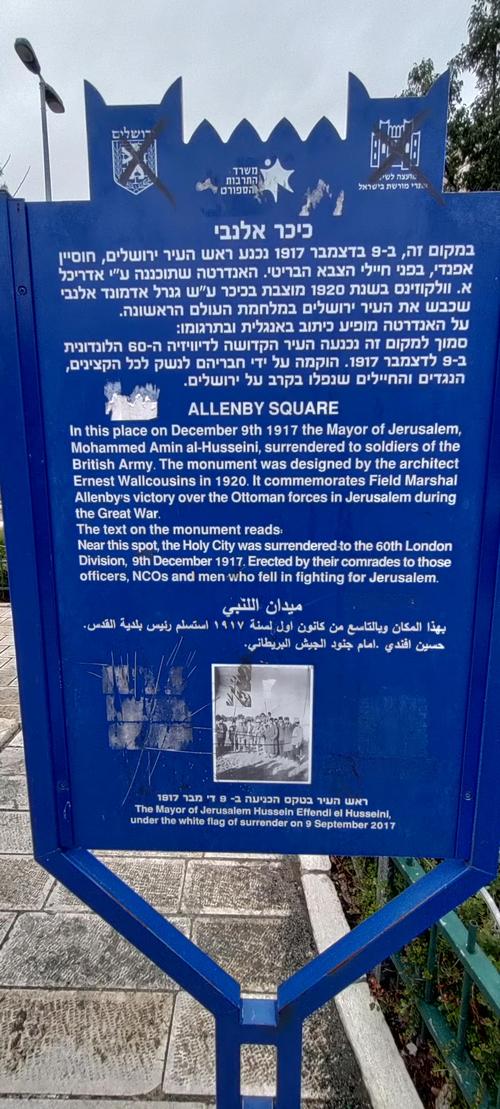 ירושלים
משרד
התרבות
והספורט
כיכר אלנבי
במקום זה, ב-9 בדצמבר 1917 נכנע ראש העיר ירושלים, חוסיין
אפנדי, בפני חיילי הצבא הבריטי. האנדרטה שתוכננה ע"י אדריכל
א. וולקוזינס בשנת 1920 מוצבת בכיכר ע"ש גנרל אדמונד אלנבי
שכבש את העיר ירושלים במלחמת העולם הראשונה.
על האנדרטה מופיע כיתוב באנגלית ובתרגומו:
סמוך למקום זה נכנעה העיר הקדושה לדיוויזיה ה-60 הלונדונית
ב-9 לדצמבר 1917. הוקמה על ידי חבריהם לנשק לכל הקצינים,
הנגדים והחיילים שנפלו בקרב על ירושלים.
ALLENBY SQUARE
In this place on December 9th 1917 the Mayor of Jerusalem,
Mohammed Amin al-Husseini, surrendered to soldiers of the
British Army. The monument was designed by the architect
Ernest Wallcousins in 1920. It commemorates Field Marshal
Allenby's victory over the Ottoman forces in Jerusalem during
the Great War.
The text on the monument reads:
Near this spot, the Holy City was surrendered to the 60th London
Division, 9th December 1917. Erected by their comrades to those
officers, NCOs and men who fell in fighting for Jerusalem.
ميدان اللنبي
بهذا المكان وبالتاسع من كانون اول لسنة ١٩١٧ استسلم رئيس بلدية القدس.
حسين افندي .امام جنود الجيش البريطاني.
ראש העיר בטקס הכניעה ב- 9 די מבר 1917
The Mayor of Jerusalem Hussein Effendi el Husseini,
under the white flag of surrender on 9 September 2017